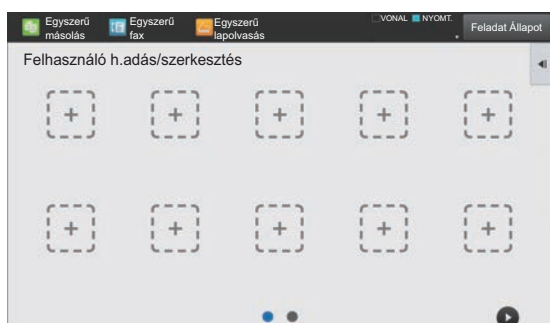 Egyszerű másolás
Egyszerű fax
Egyszerű lapolvasás
VONAL NYOMT.
Feladat Állapot
Felhasználó h.adás/szerkesztés